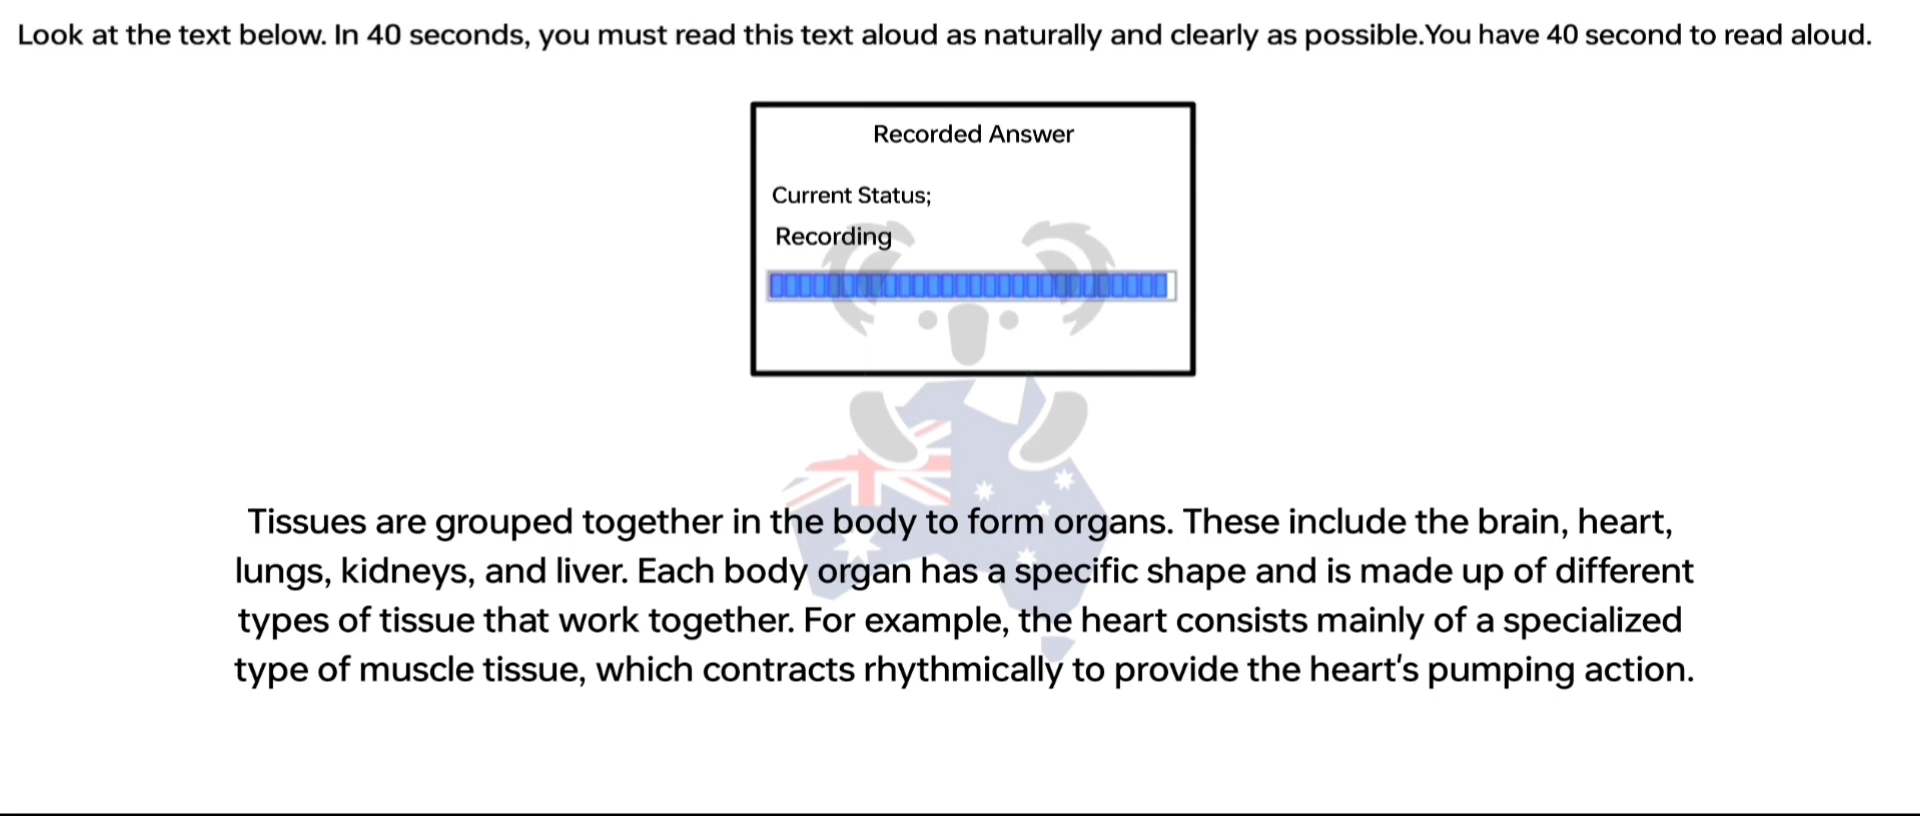 Look at the text below. In 40 seconds, you must read this text aloud as naturally and clearly as possible.You have 40 second to read aloud.
Recorded Answer
Current Status;
Recording
Tissues are grouped together in the body to form organs. These include the brain, heart,
lungs, kidneys, and liver. Each body organ has a specific shape and is made up of different
types of tissue that work together. For example, the heart consists mainly of a specialized
type of muscle tissue, which contracts rhythmically to provide the heart's pumping action.